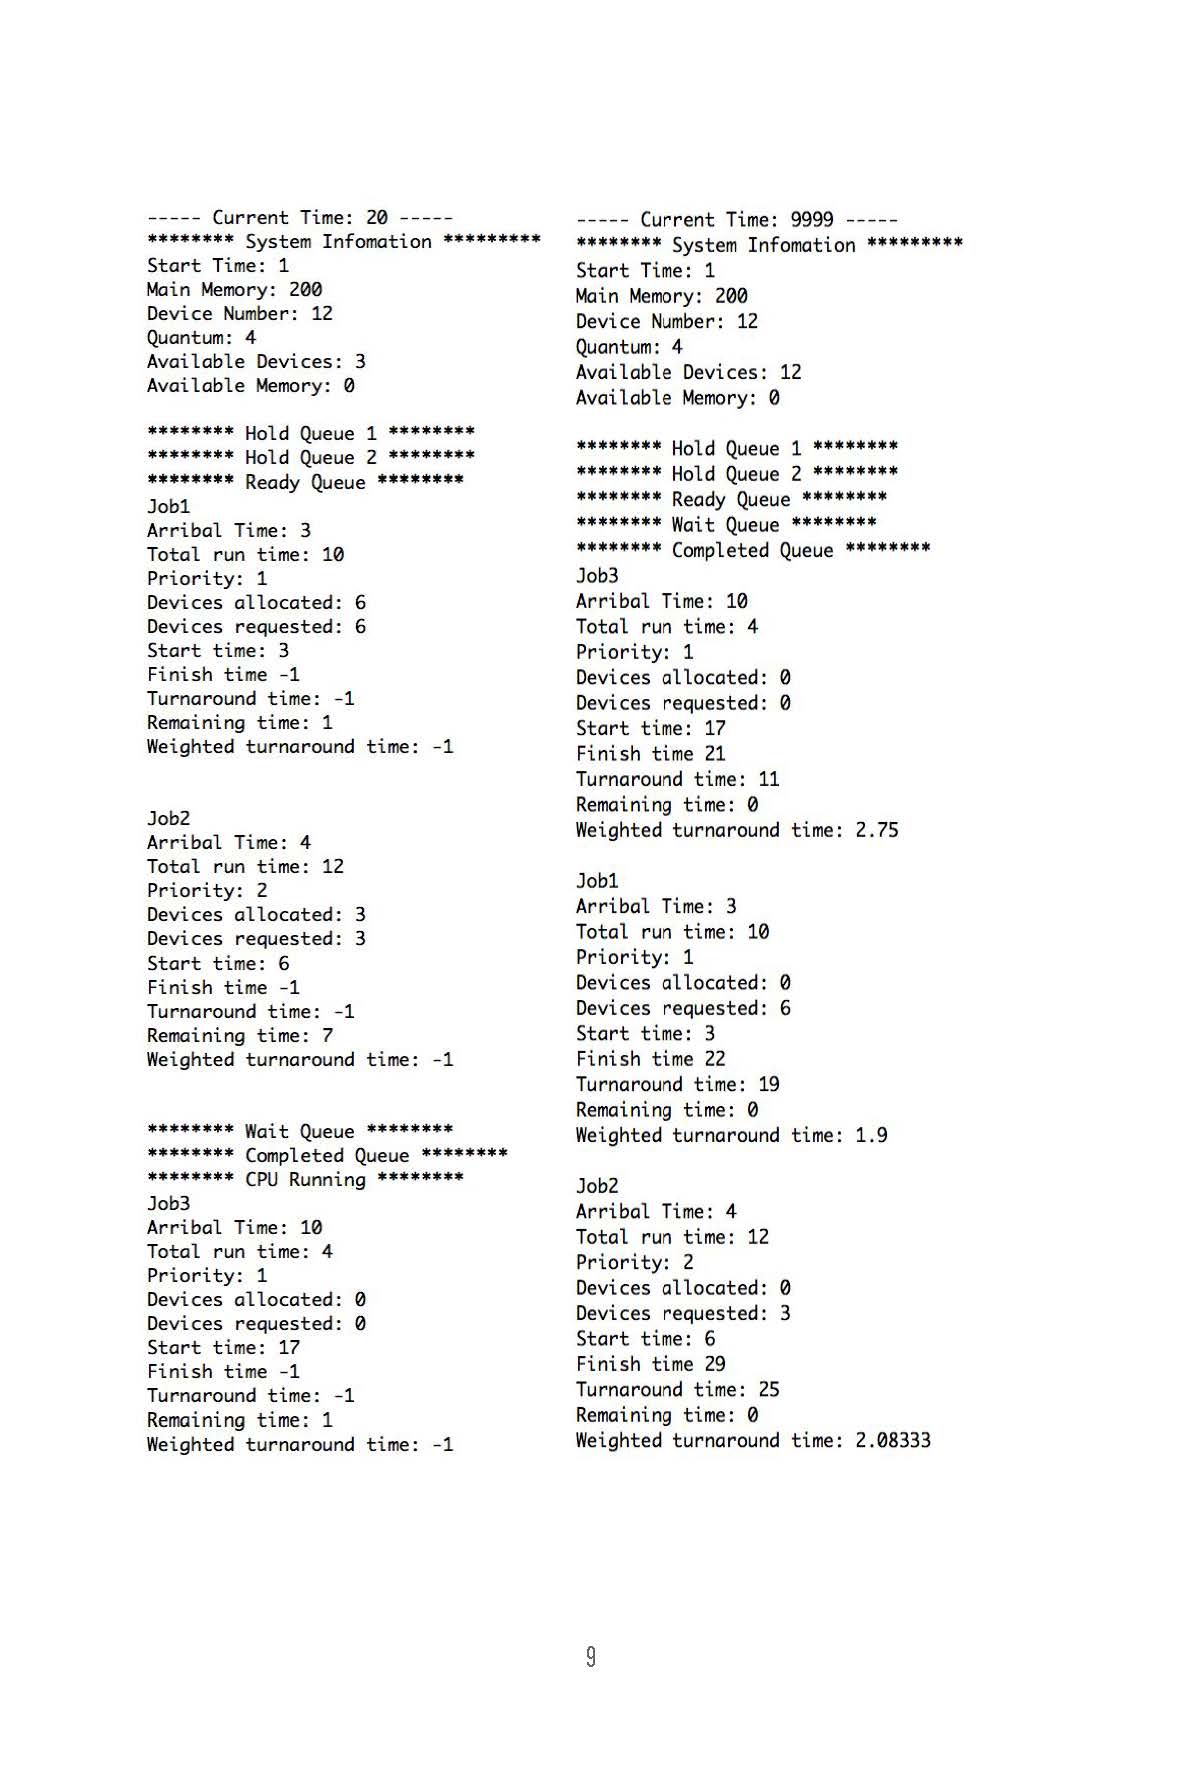 ----- Current Time: 20 -----
******** System Infomation *********
Start Time: 1
Main Memory: 200
Device Number: 12
Quantum: 4
Available Devices: 3
Available Memory: 0
******** Hold Queue 1 ********
******** Hold Queue 2 ********
******** Ready Queue ********
Job1
Arribal Time: 3
Total run time: 10
Priority: 1
Devices allocated: 6
Devices requested: 6
Start time: 3
Finish time -1
Turnaround time: -1
Remaining time: 1
Weighted turnaround time: -1
Job2
Arribal Time: 4
Total run time: 12
Priority: 2
Devices allocated: 3
Devices requested: 3
Start time: 6
Finish time -1
Turnaround time: -1
Remaining time: 7
Weighted turnaround time: -1
******** Wait Queue ********
******** Completed Queue ********
******** CPU Running ********
Job3
Arribal Time: 10
Total run time: 4
Priority: 1
Devices allocated: 0
Devices requested: 0
Start time: 17
Finish time -1
Turnaround time: -1
Remaining time: 1
Weighted turnaround time: -1
----- Current Time: 9999 -----
******** System Infomation *********
Start Time: 1
Main Memory: 200
Device Number: 12
Quantum: 4
Available Devices: 12
Available Memory: 0
******** Hold Queue 1 ********
******** Hold Queue 2 ********
******** Ready Queue ********
******** Wait Queue ********
******** Completed Queue ********
Job3
Arribal Time: 10
Total run time: 4
Priority: 1
Devices allocated: 0
Devices requested: 0
Start time: 17
Finish time 21
Turnaround time: 11
Remaining time: 0
Weighted turnaround time: 2.75
Job1
Arribal Time: 3
Total run time: 10
Priority: 1
Devices allocated: 0
Devices requested: 6
Start time: 3
Finish time 22
Turnaround time: 19
Remaining time: 0
Weighted turnaround time: 1.9
Job2
Arribal Time: 4
Total run time: 12
Priority: 2
Devices allocated: 0
Devices requested: 3
Start time: 6
Finish time 29
Turnaround time: 25
Remaining time: 0
Weighted turnaround time: 2.08333
9